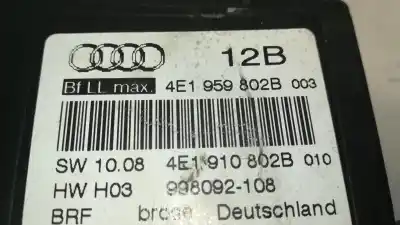 12B
Bf LL max. 4E1 959 802B 003
SW 10.08 4E1 910 802B 010
HW H03 998092-108
BRF brose Deutschland